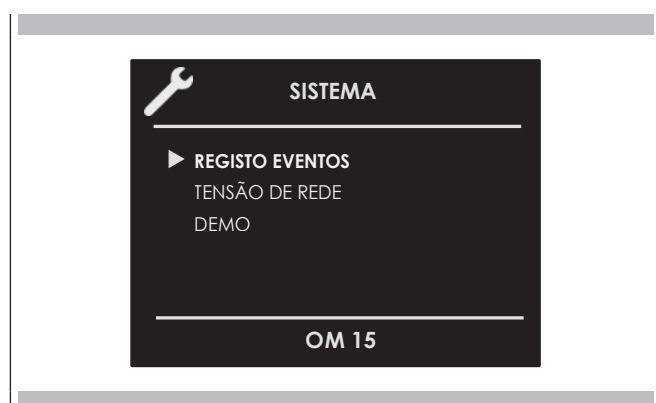 SISTEMA
REGISTO EVENTOS
TENSÃO DE REDE
DEMO
OM 15